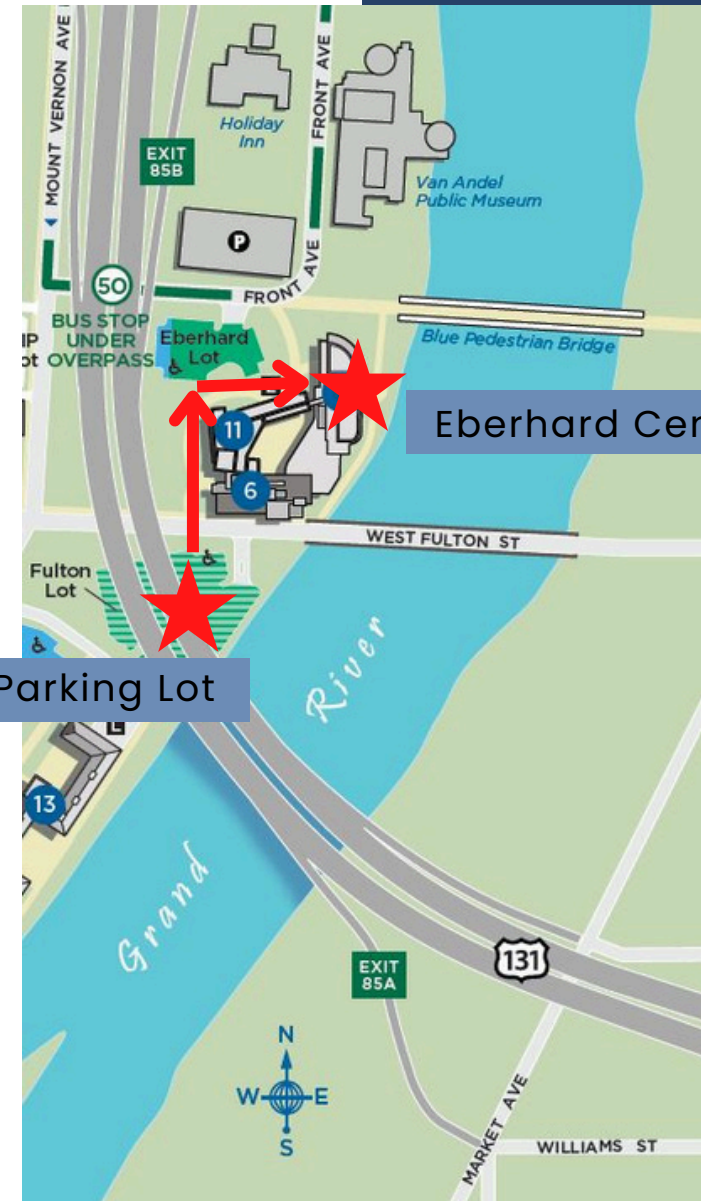 MOUNT VERNON AVE
FRONT AVE
Holiday
Inn
EXIT
85B
Van Andel
Public Museum
P
FRONT AVE
50
BUS STOP
UNDER
OVERPASS
IP
ot
Eberhard
Lot
Blue Pedestrian Bridge
11
Eberhard Cen
6
WEST FULTON ST
Fulton
Lot
Parking Lot
L
13
Grand River
131
EXIT
85A
N
W E
S
MARKET AVE
WILLIAMS ST